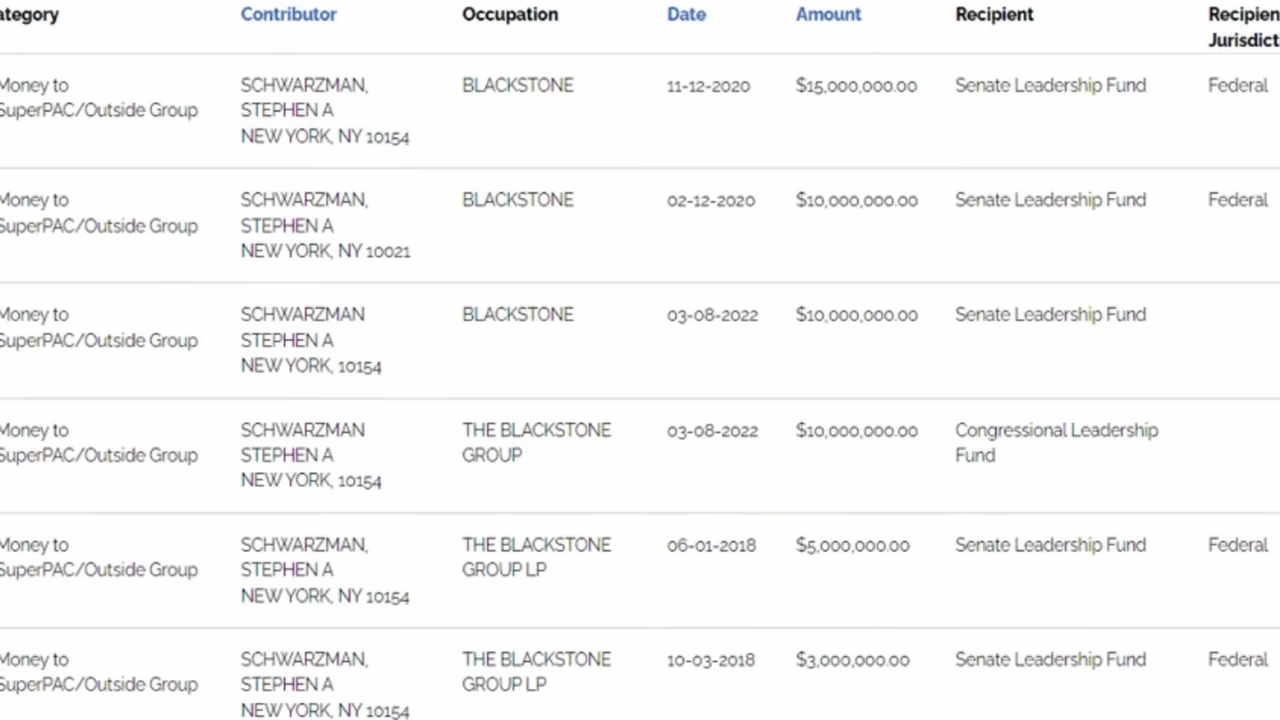 ategory Contributor Occupation Date Amount Recipient Recipien
Jurisdict
Money to SCHWARZMAN, BLACKSTONE 11-12-2020 $15,000,000.00 Senate Leadership Fund Federal
SuperPAC/Outside Group STEPHEN A
NEW YORK, NY 10154
Money to SCHWARZMAN, BLACKSTONE 02-12-2020 $10,000,000.00 Senate Leadership Fund Federal
SuperPAC/Outside Group STEPHEN A
NEW YORK, NY 10021
Money to SCHWARZMAN BLACKSTONE 03-08-2022 $10,000,000.00 Senate Leadership Fund
SuperPAC/Outside Group STEPHEN A
NEW YORK, 10154
Money to SCHWARZMAN THE BLACKSTONE 03-08-2022 $10,000,000.00 Congressional Leadership
SuperPAC/Outside Group STEPHEN A GROUP Fund
NEW YORK, 10154
Money to SCHWARZMAN, THE BLACKSTONE 06-01-2018 $5,000,000.00 Senate Leadership Fund Federal
SuperPAC/Outside Group STEPHEN A GROUP LP
NEW YORK, NY 10154
Money to SCHWARZMAN, THE BLACKSTONE 10-03-2018 $3,000,000.00 Senate Leadership Fund Federal
SuperPAC/Outside Group STEPHEN A GROUP LP
NEW YORK, NY 10154